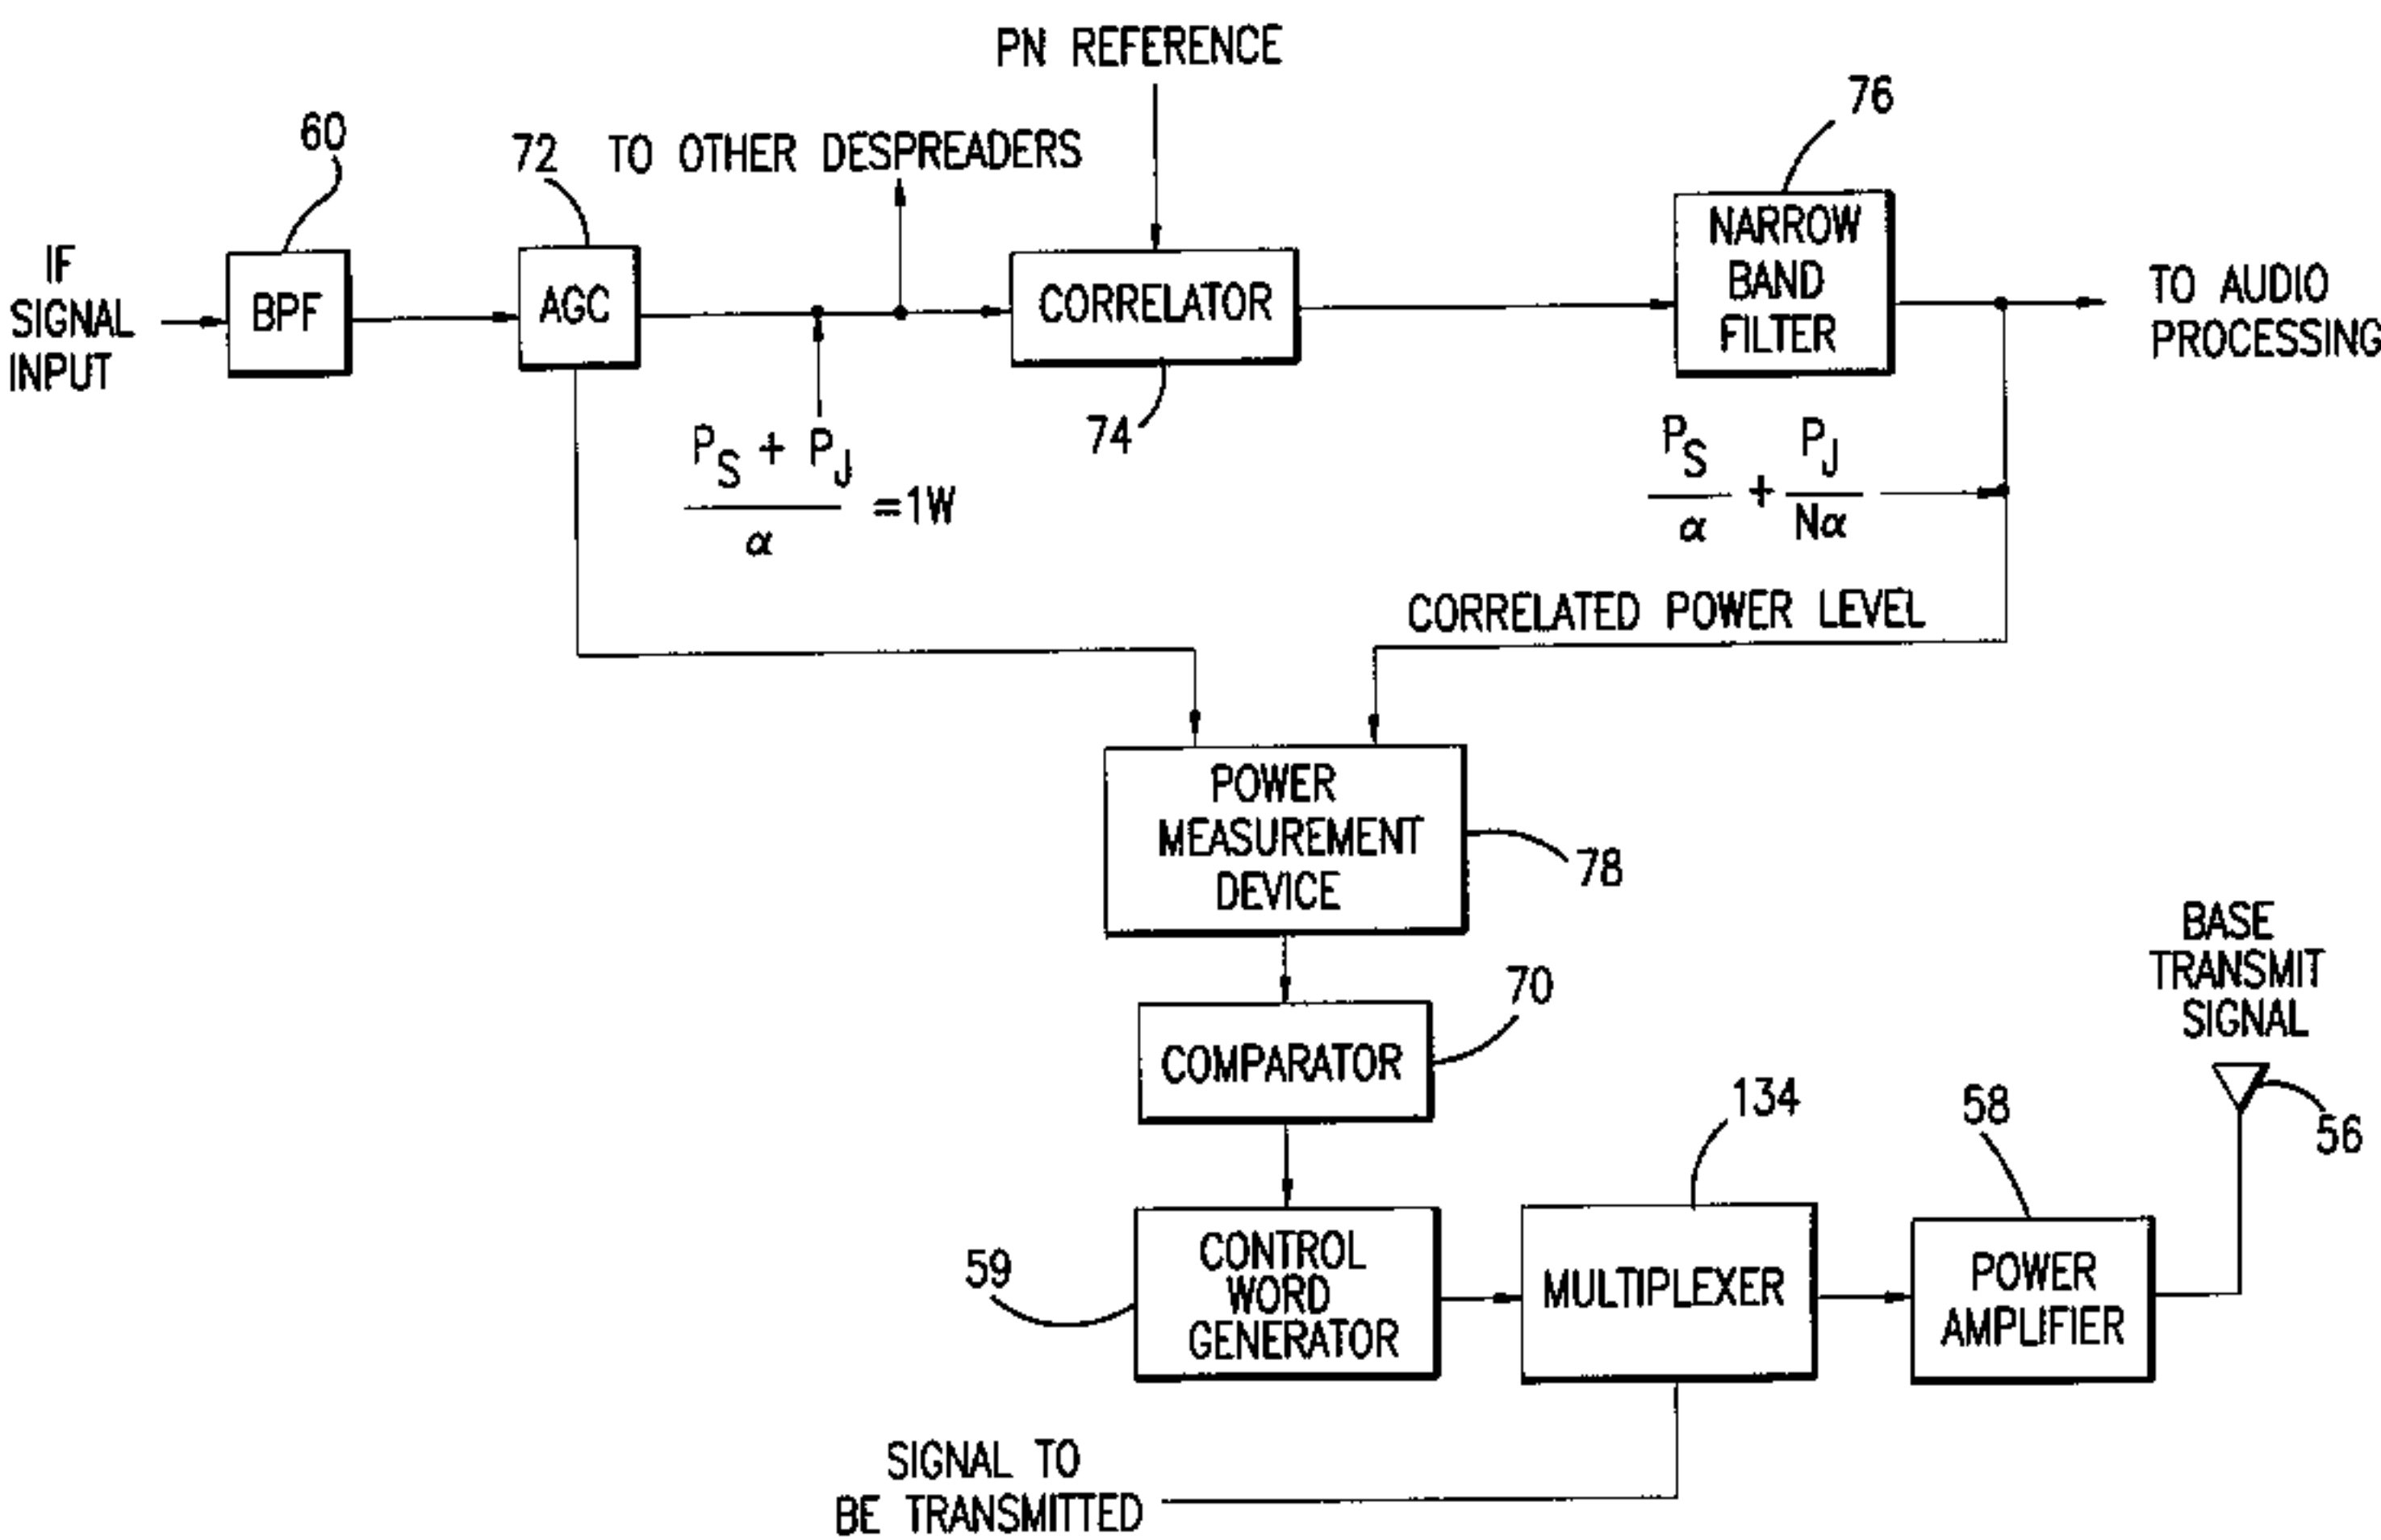 PN REFERENCE
60
72
TO OTHER DESPREADERS
76
IF
SIGNAL
INPUT
BPF
AGC
CORRELATOR
NARROW
BAND
FILTER
TO AUDIO
PROCESSING
74
P_S + P_J
α
=1W
P_S
α
+
P_J
Nα
CORRELATED POWER LEVEL
POWER
MEASUREMENT
DEVICE
78
70
COMPARATOR
BASE
TRANSMIT
SIGNAL
56
134
58
59
CONTROL
WORD
GENERATOR
MULTIPLEXER
POWER
AMPLIFIER
SIGNAL TO
BE TRANSMITTED